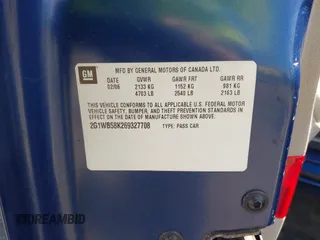 GM
MFD BY GENERAL MOTORS OF CANADA LTD.
DATE GVWR GAWR FRT GAWR RR
02/06 2133 KG 1152 KG 981 KG
4703 LB 2540 LB 2163 LB
THIS VEHICLE CONFORMS TO ALL APPLICABLE U.S. FEDERAL MOTOR
VEHICLE SAFETY, BUMPER, AND THEFT PREVENTION STANDARDS IN
EFFECT ON THE DATE OF MANUFACTURE SHOWN ABOVE.
2G1WB58K269327708 TYPE: PASS CAR
STREAMBID